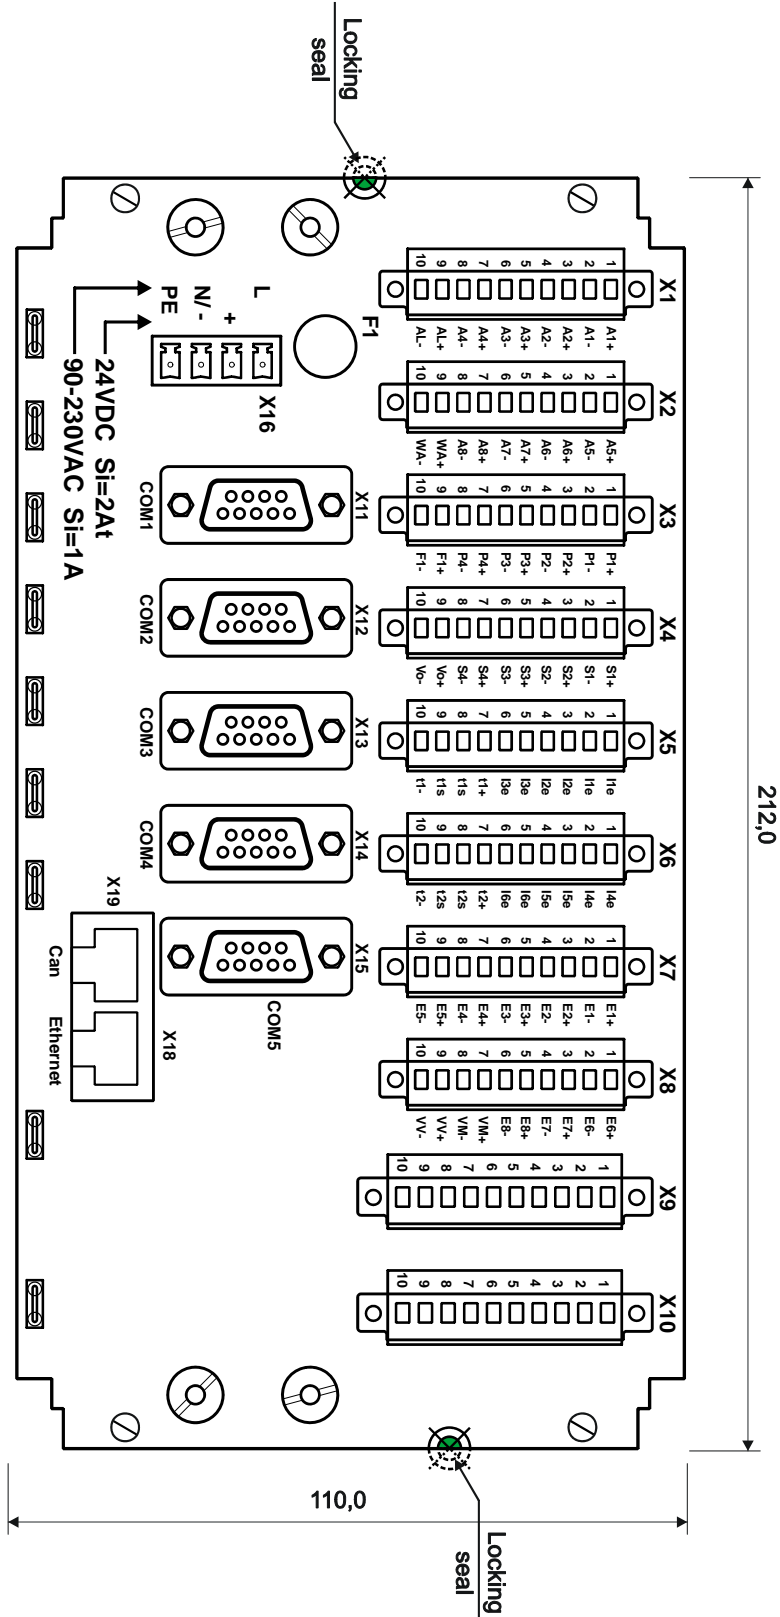 Locking
seal
212,0
110,0
X1
1 2 3 4 5 6 7 8 9 10
A1+ A1- A2+ A2- A3+ A3- A4+ A4- AL+ AL-
X2
1 2 3 4 5 6 7 8 9 10
A5+ A5- A6+ A6- A7+ A7- A8+ A8- WA+ WA-
X3
1 2 3 4 5 6 7 8 9 10
P1+ P1- P2+ P2- P3+ P3- P4+ P4- F1+ F1-
X4
1 2 3 4 5 6 7 8 9 10
S1+ S1- S2+ S2- S3+ S3- S4+ S4- Vo+ Vo-
X5
1 2 3 4 5 6 7 8 9 10
I1e I1e I2e I2e I3e I3e t1+ t1s t1s t1-
X6
1 2 3 4 5 6 7 8 9 10
I4e I4e I5e I5e I6e I6e t2+ t2s t2s t2-
X7
1 2 3 4 5 6 7 8 9 10
E1+ E1- E2+ E2- E3+ E3- E4+ E4- E5+ E5-
X8
1 2 3 4 5 6 7 8 9 10
E6+ E6- E7+ E7- E8+ E8- VM+ VM- VV+ VV-
X9
1 2 3 4 5 6 7 8 9 10
X10
1 2 3 4 5 6 7 8 9 10
F1
L
+
N/ -
PE
X16
24VDC Si=2At
90-230VAC Si=1A
X11
COM1
X12
COM2
X13
COM3
X14
COM4
X15
COM5
X19
Can
X18
Ethernet
Locking
seal